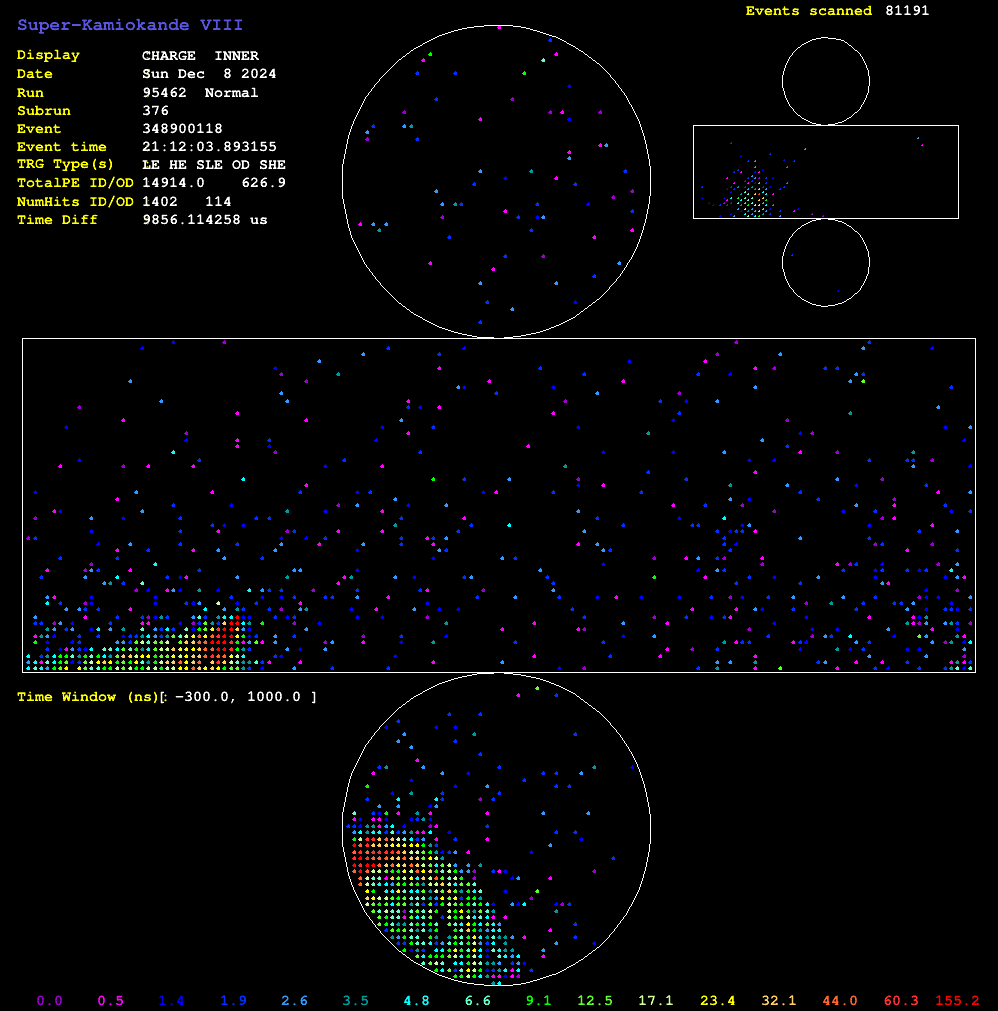 Super-Kamiokande VIII
Events scanned 81191
Display CHARGE INNER
Date Sun Dec 8 2024
Run 95462 Normal
Subrun 376
Event 348900118
Event time 21:12:03.893155
TRG Type(s) LE HE SLE OD SHE
TotalPE ID/OD 14914.0 626.9
NumHits ID/OD 1402 114
Time Diff 9856.114258 us
Time Window (ns)[: −300.0, 1000.0 ]
0.0 0.5 1.4 1.9 2.6 3.5 4.8 6.6 9.1 12.5 17.1 23.4 32.1 44.0 60.3 155.2